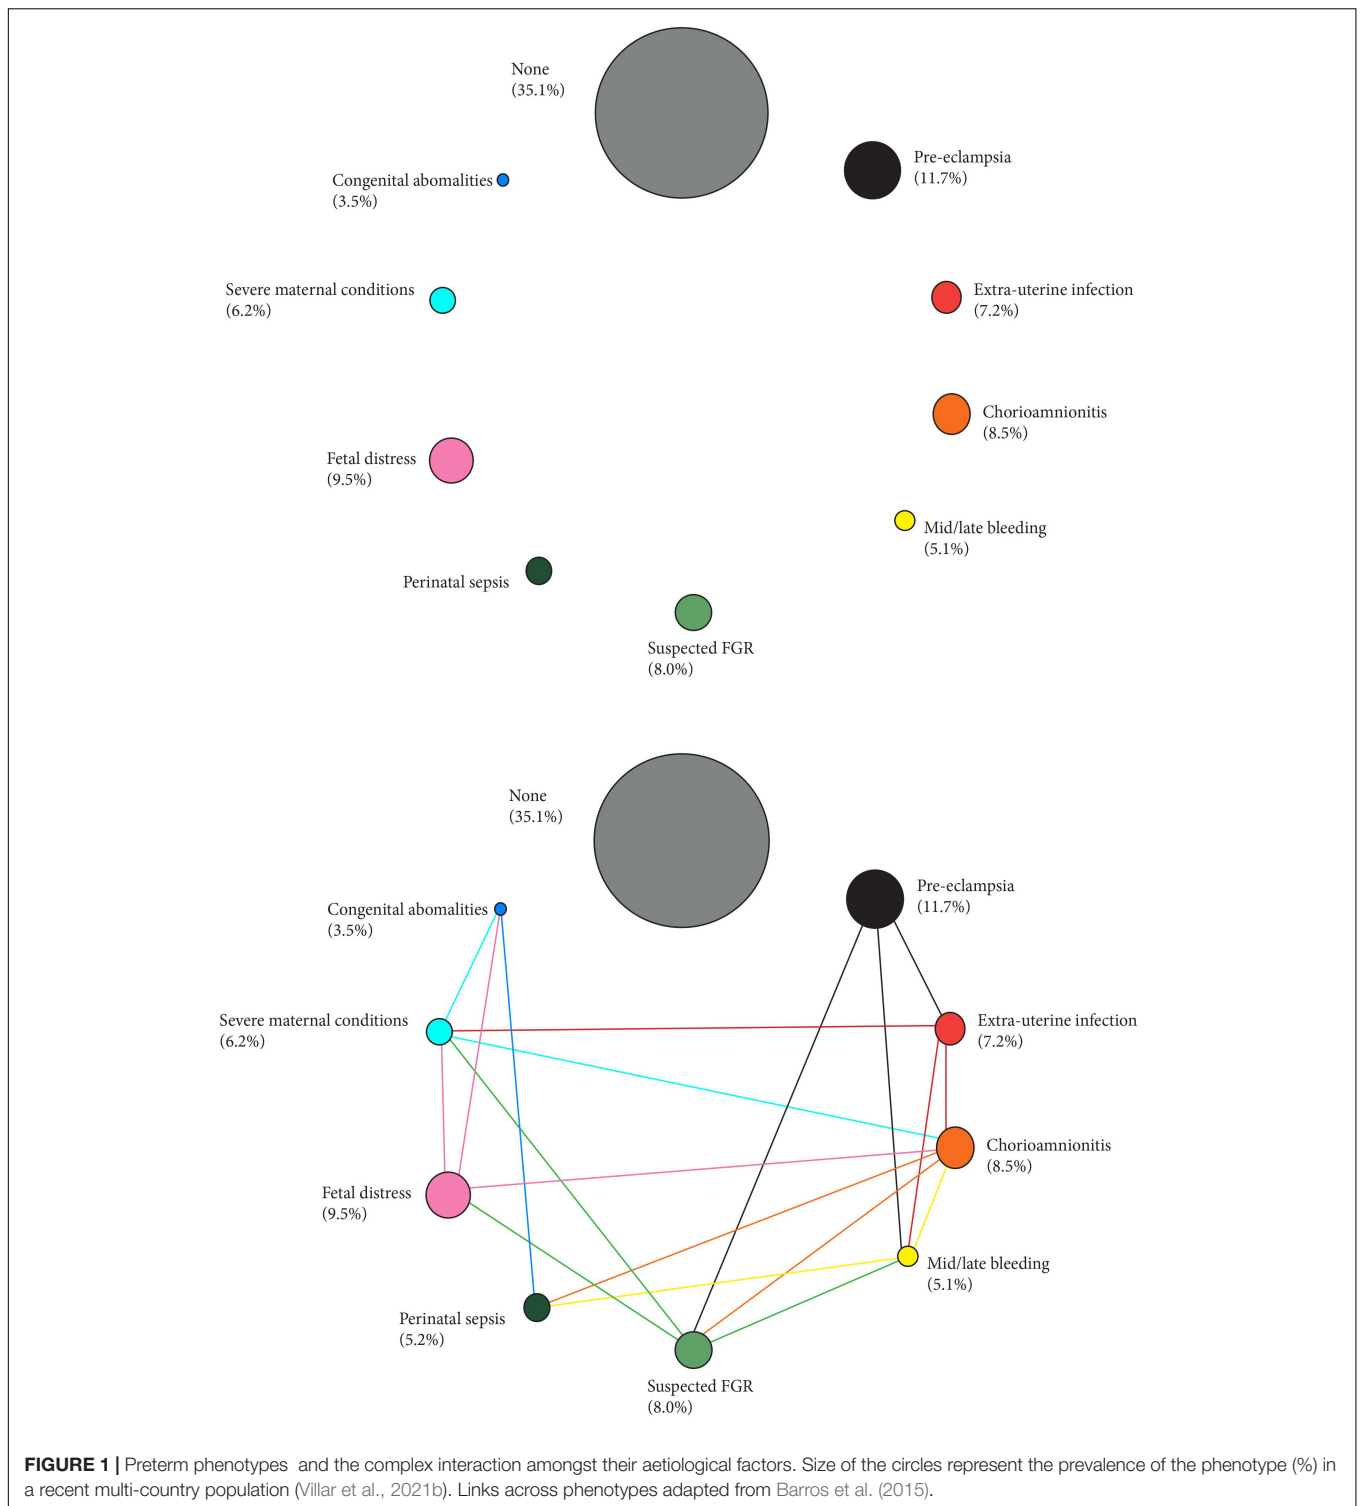 None
(35.1%)
Pre-eclampsia
(11.7%)
Congenital abomalities
(3.5%)
Severe maternal conditions
(6.2%)
Extra-uterine infection
(7.2%)
Chorioamnionitis
(8.5%)
Fetal distress
(9.5%)
Mid/late bleeding
(5.1%)
Perinatal sepsis
Suspected FGR
(8.0%)
None
(35.1%)
Pre-eclampsia
(11.7%)
Congenital abomalities
(3.5%)
Severe maternal conditions
(6.2%)
Extra-uterine infection
(7.2%)
Chorioamnionitis
(8.5%)
Fetal distress
(9.5%)
Mid/late bleeding
(5.1%)
Perinatal sepsis
(5.2%)
Suspected FGR
(8.0%)
FIGURE 1 | Preterm phenotypes and the complex interaction amongst their aetiological factors. Size of the circles represent the prevalence of the phenotype (%) in
a recent multi-country population (Villar et al., 2021b). Links across phenotypes adapted from Barros et al. (2015).